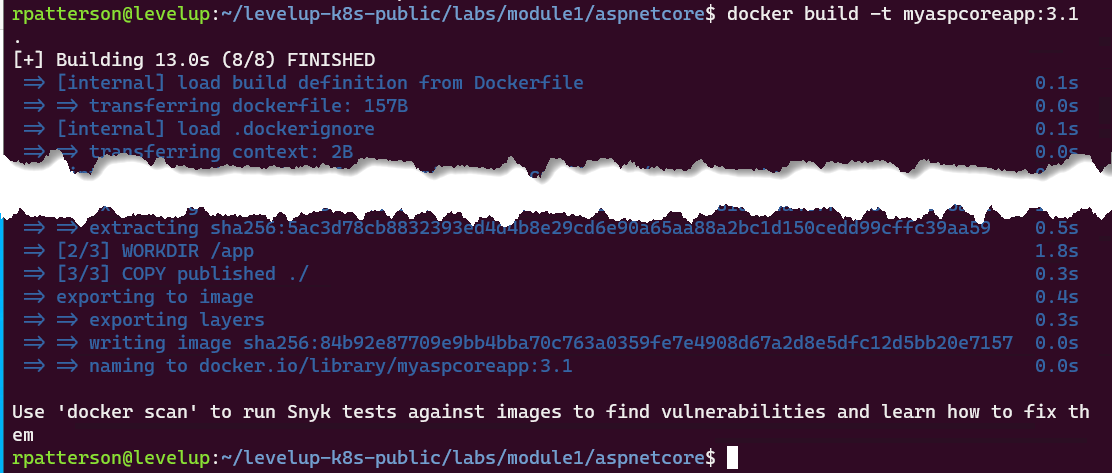 rpatterson@levelup:~/levelup-k8s-public/labs/module1/aspnetcore$ docker build -t myaspcoreapp:3.1
.
[+] Building 13.0s (8/8) FINISHED
=> [internal] load build definition from Dockerfile 0.1s
=> => transferring dockerfile: 157B 0.0s
=> [internal] load .dockerignore 0.1s
=> => transferring context: 2B 0.0s
=> => extracting sha256:5ac3d78cb8832393ed4d4b8e29cd6e90a65aa88a2bc1d150cedd99cffc39aa59 0.5s
=> [2/3] WORKDIR /app 1.8s
=> [3/3] COPY published ./ 0.3s
=> exporting to image 0.4s
=> => exporting layers 0.3s
=> => writing image sha256:84b92e87709e9bb4bba70c763a0359fe7e4908d67a2d8e5dfc12d5bb20e7157 0.0s
=> => naming to docker.io/library/myaspcoreapp:3.1 0.0s
Use 'docker scan' to run Snyk tests against images to find vulnerabilities and learn how to fix th
em
rpatterson@levelup:~/levelup-k8s-public/labs/module1/aspnetcore$